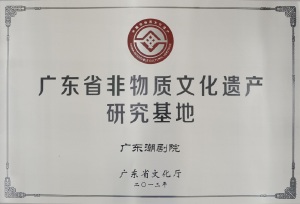 广东省非物质文化遗产
研究基地
广东潮剧院
广东省文化厅
二〇一三年